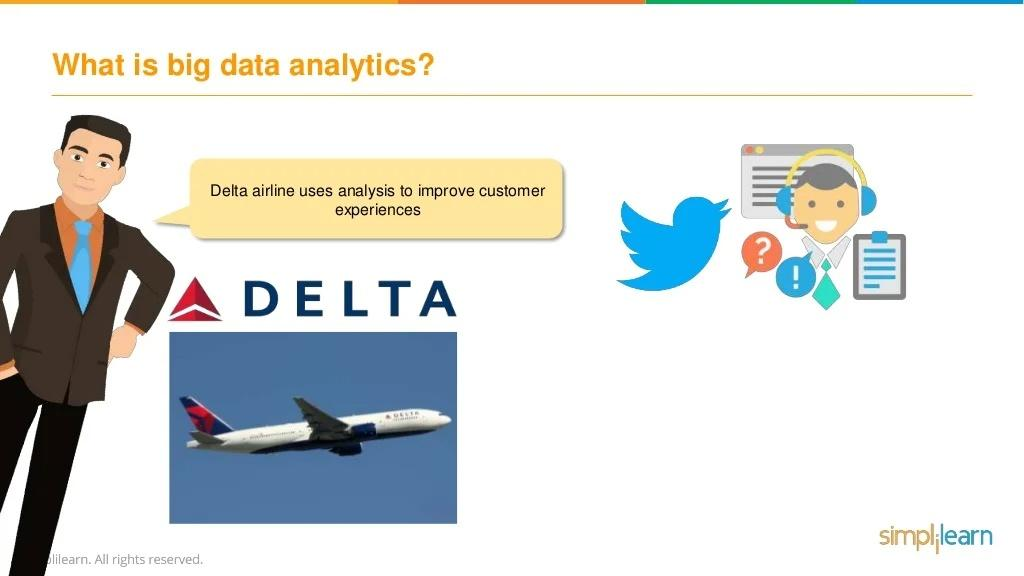 What is big data analytics?
Delta airline uses analysis to improve customer
experiences
?
!
DELTA
DELTA
simplilearn
plilearn. All rights reserved.